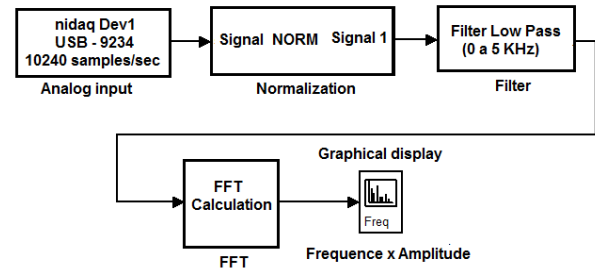 nidaq Dev1
USB - 9234
10240 samples/sec
Analog input
Signal NORM Signal 1
Normalization
Filter Low Pass
(0 a 5 KHz)
Filter
FFT
Calculation
FFT
Graphical display
Freq
Frequence x Amplitude